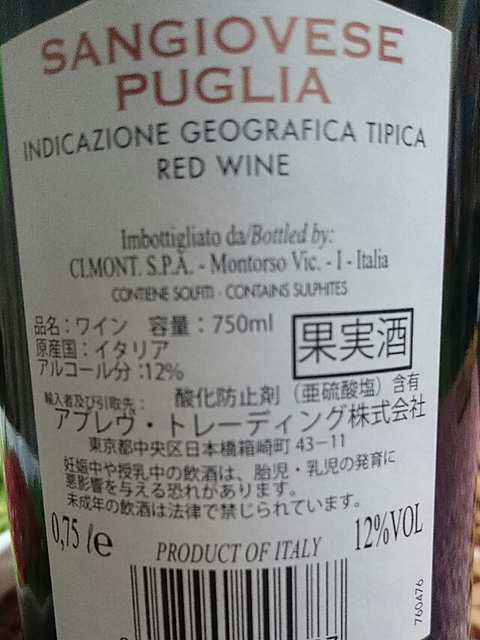 SANGIOVESE
PUGLIA
INDICAZIONE GEOGRAFICA TIPICA
RED WINE
Imbottigliato da/Bottled by:
CI.MONT. S.P.A. - Montorso Vic. - I - Italia
CONTIENE SOLFITI - CONTAINS SULPHITES
品名：ワイン 容量：750ml
原産国：イタリア
アルコール分：12%
果実酒
輸入者及び引取先： 酸化防止剤（亜硫酸塩）含有
アブレヴ・トレーディング株式会社
東京都中央区日本橋箱崎町 43−11
妊娠中や授乳中の飲酒は、胎児・乳児の発育に
悪影響を与える恐れがあります。
未成年の飲酒は法律で禁じられています。
0,75 l e
PRODUCT OF ITALY
12%VOL
760476